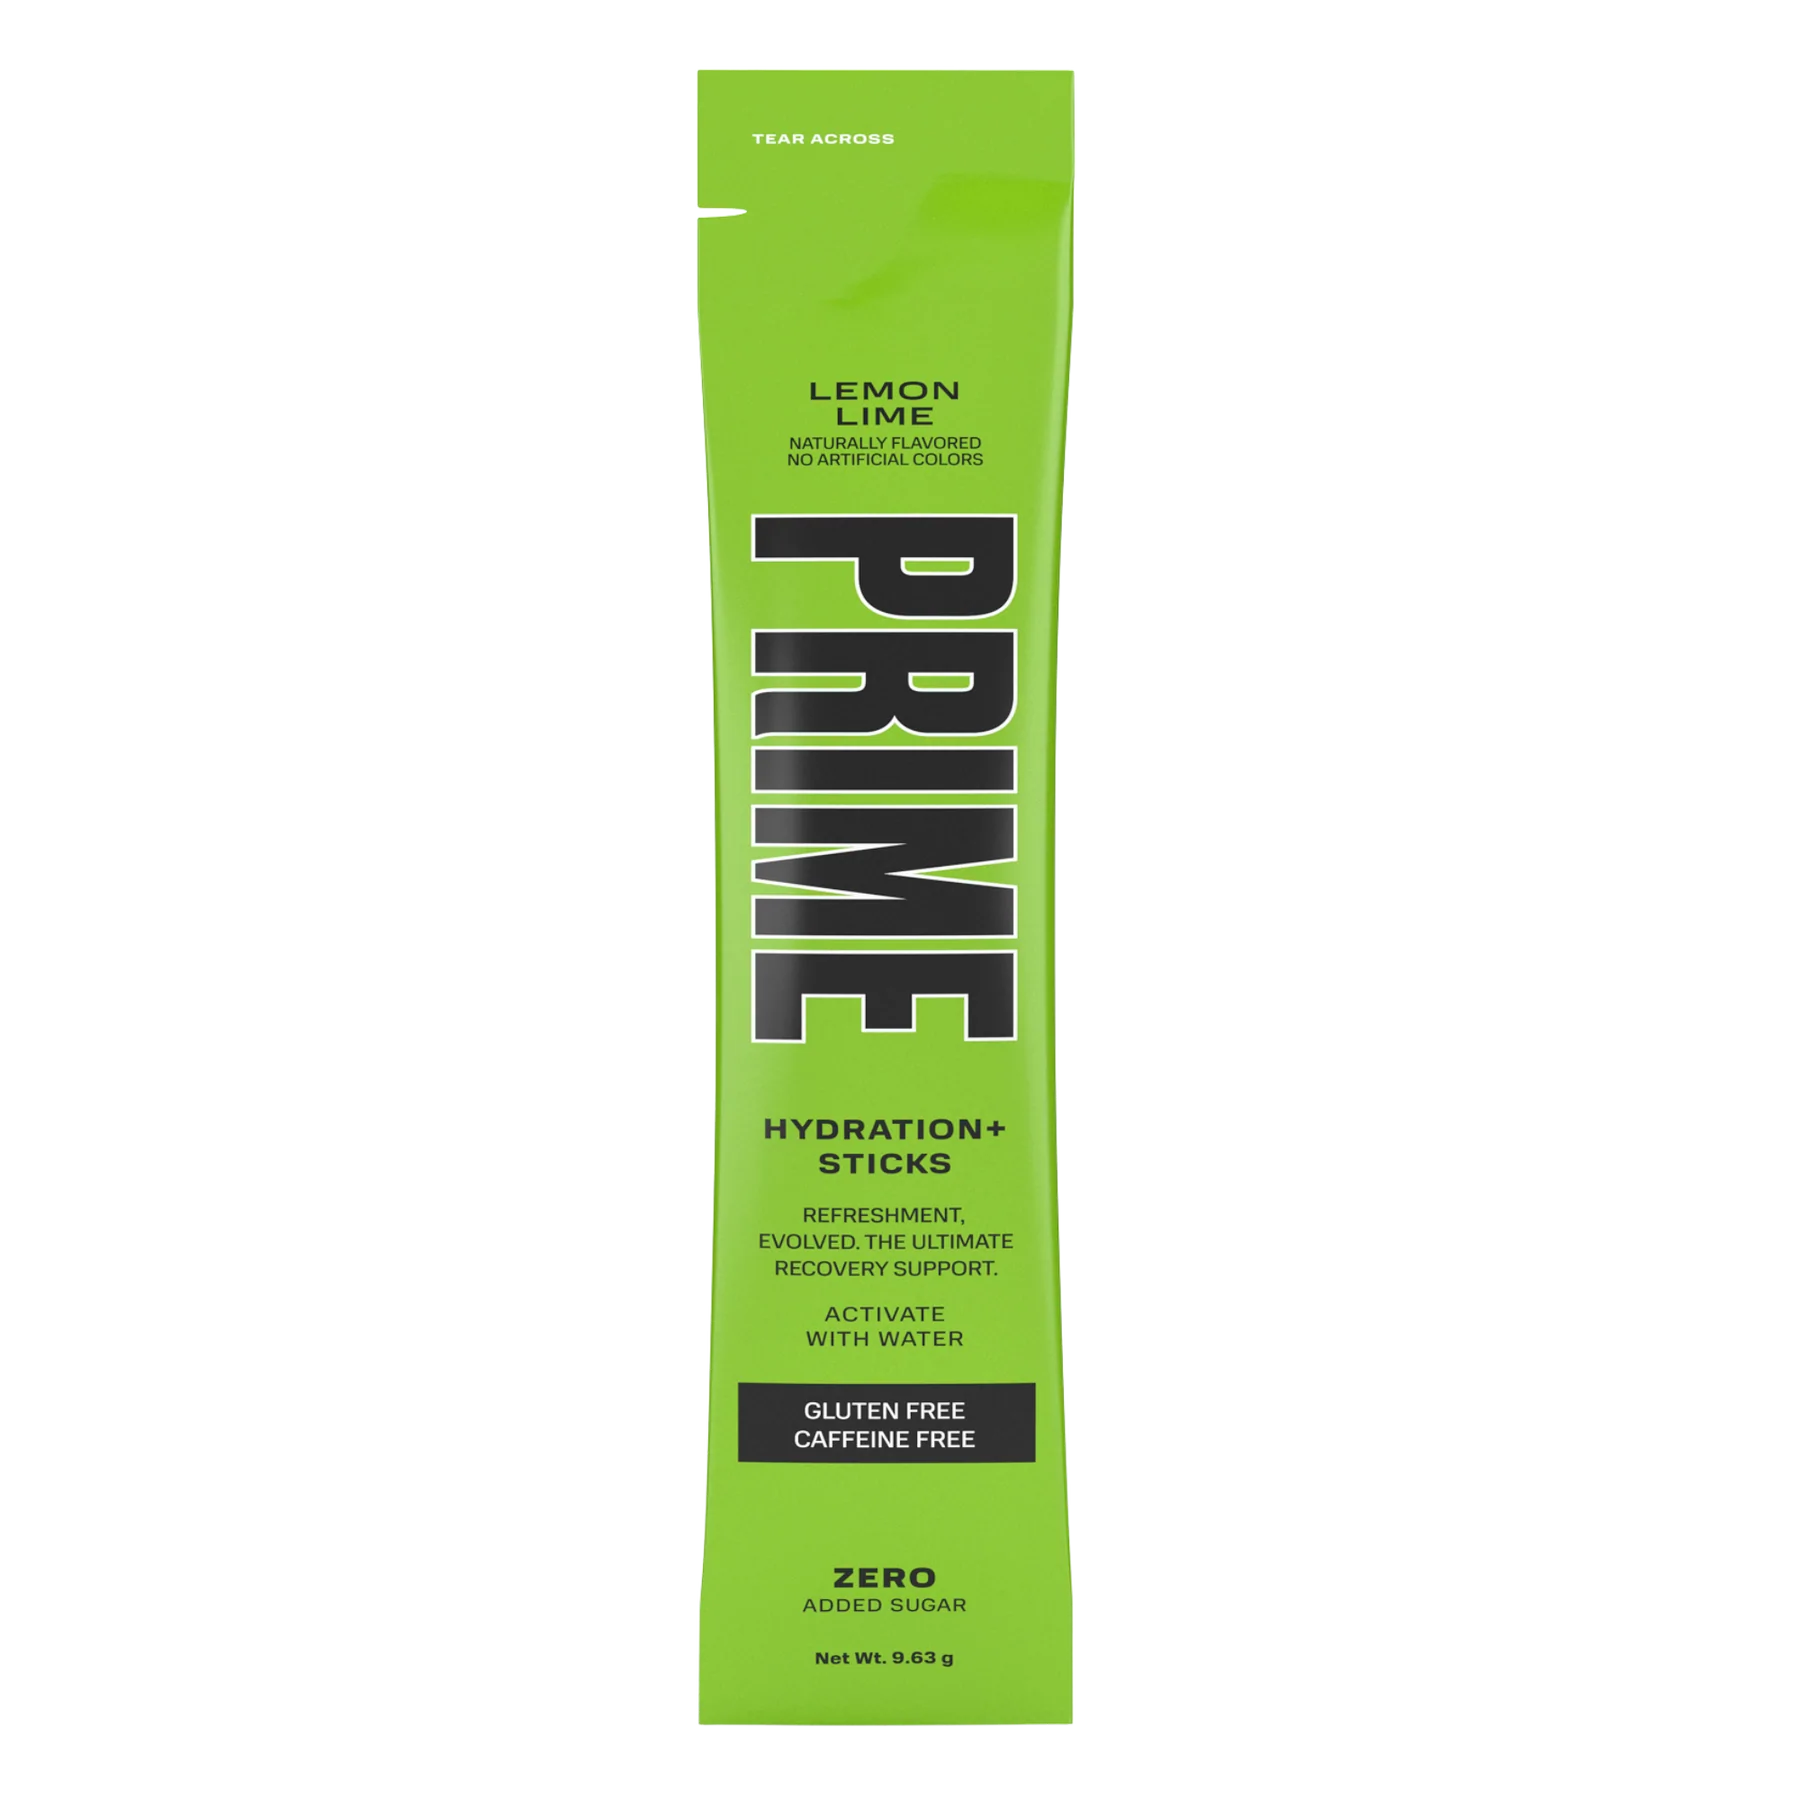 TEAR ACROSS
LEMON
LIME
NATURALLY FLAVORED
NO ARTIFICIAL COLORS
PRIME
HYDRATION+
STICKS
REFRESHMENT,
EVOLVED. THE ULTIMATE
RECOVERY SUPPORT.
ACTIVATE
WITH WATER
GLUTEN FREE
CAFFEINE FREE
ZERO
ADDED SUGAR
Net Wt. 9.63 g